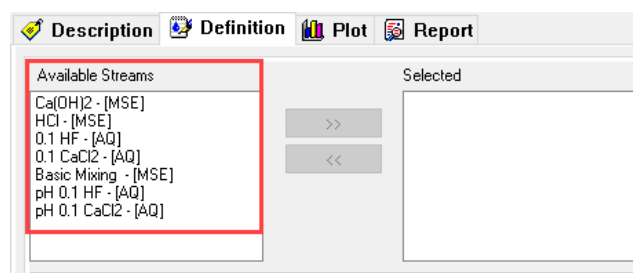 Description Definition Plot Report
Available Streams Selected
Ca(OH)2 - [MSE]
HCl - [MSE]
0.1 HF - [AQ]
0.1 CaCl2 - [AQ]
Basic Mixing - [MSE]
pH 0.1 HF - [AQ]
pH 0.1 CaCl2 - [AQ]
>>
<<